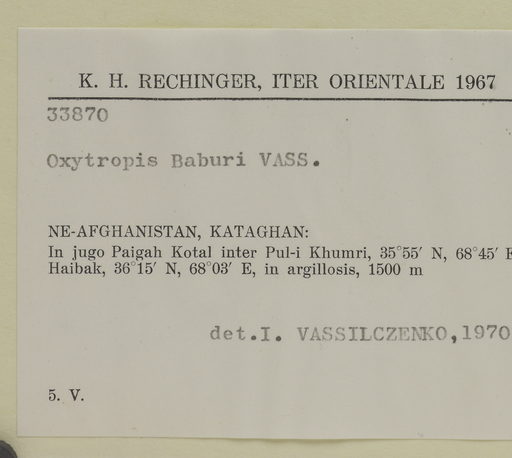 K. H. RECHINGER, ITER ORIENTALE 1967
33870
Oxytropis Baburi VASS.
NE-AFGHANISTAN, KATAGHAN:
In jugo Paigah Kotal inter Pul-i Khumri, 35°55′ N, 68°45′ E
Haibak, 36°15′ N, 68°03′ E, in argillosis, 1500 m
det.I. VASSILCZENKO,1970
5. V.